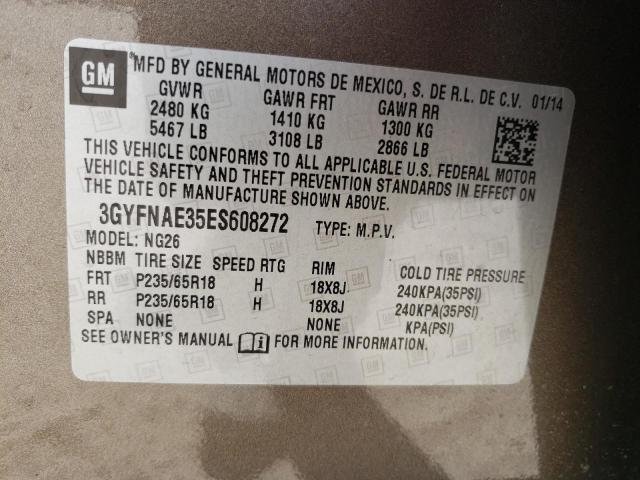 GM
® MFD BY GENERAL MOTORS DE MEXICO, S. DE R.L. DE C.V. 01/14
GVWR GAWR FRT GAWR RR
2480 KG 1410 KG 1300 KG
5467 LB 3108 LB 2866 LB
THIS VEHICLE CONFORMS TO ALL APPLICABLE U.S. FEDERAL MOTOR
VEHICLE SAFETY AND THEFT PREVENTION STANDARDS IN EFFECT ON
THE DATE OF MANUFACTURE SHOWN ABOVE.
3GYFNAE35ES608272 TYPE: M.P.V.
MODEL: NG26
NBBM TIRE SIZE SPEED RTG RIM COLD TIRE PRESSURE
FRT P235/65R18 H 18X8J 240KPA(35PSI)
RR P235/65R18 H 18X8J 240KPA(35PSI)
SPA NONE NONE KPA(PSI)
SEE OWNER'S MANUAL i FOR MORE INFORMATION.